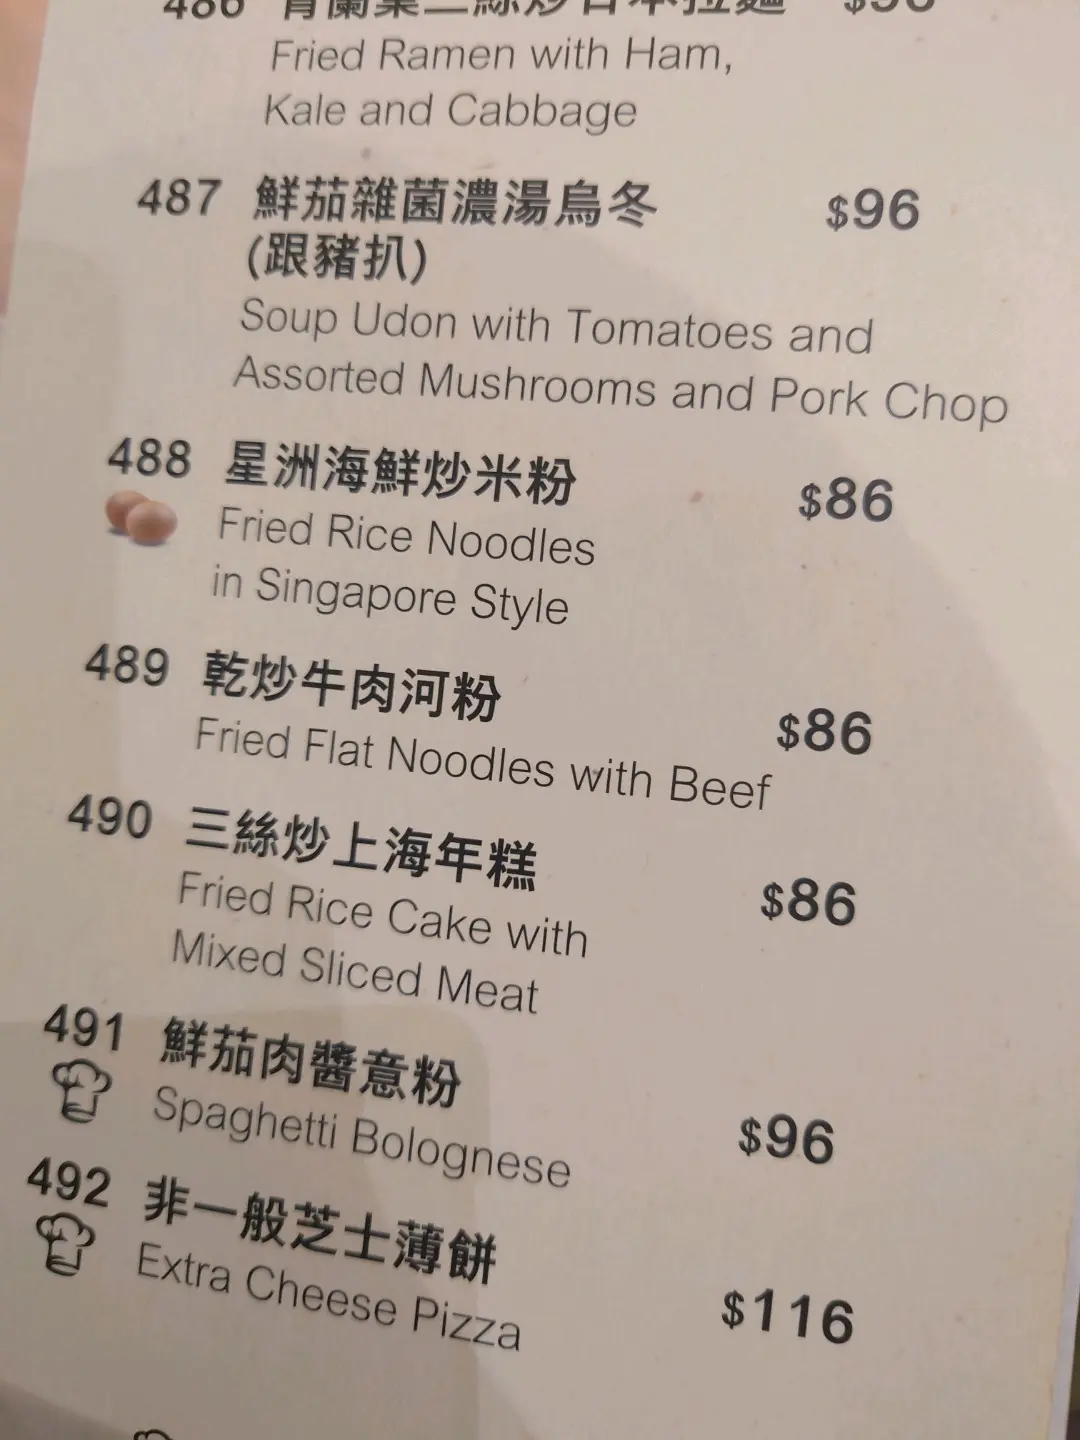 Fried Ramen with Ham,
Kale and Cabbage
487 鮮茄雜菌濃湯烏冬 $96
(跟豬扒)
Soup Udon with Tomatoes and
Assorted Mushrooms and Pork Chop
488 星洲海鮮炒米粉 $86
Fried Rice Noodles
in Singapore Style
489 乾炒牛肉河粉 $86
Fried Flat Noodles with Beef
490 三絲炒上海年糕 $86
Fried Rice Cake with
Mixed Sliced Meat
491 鮮茄肉醬意粉 $96
Spaghetti Bolognese
492 非一般芝士薄餅 $116
Extra Cheese Pizza